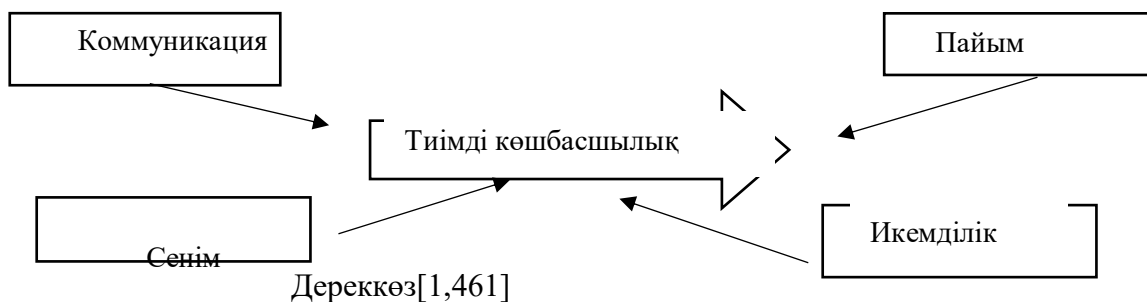 Коммуникация
Пайым
Тиімді көшбасшылық
Икемділік
Сенім
Дереккөз[1,461]